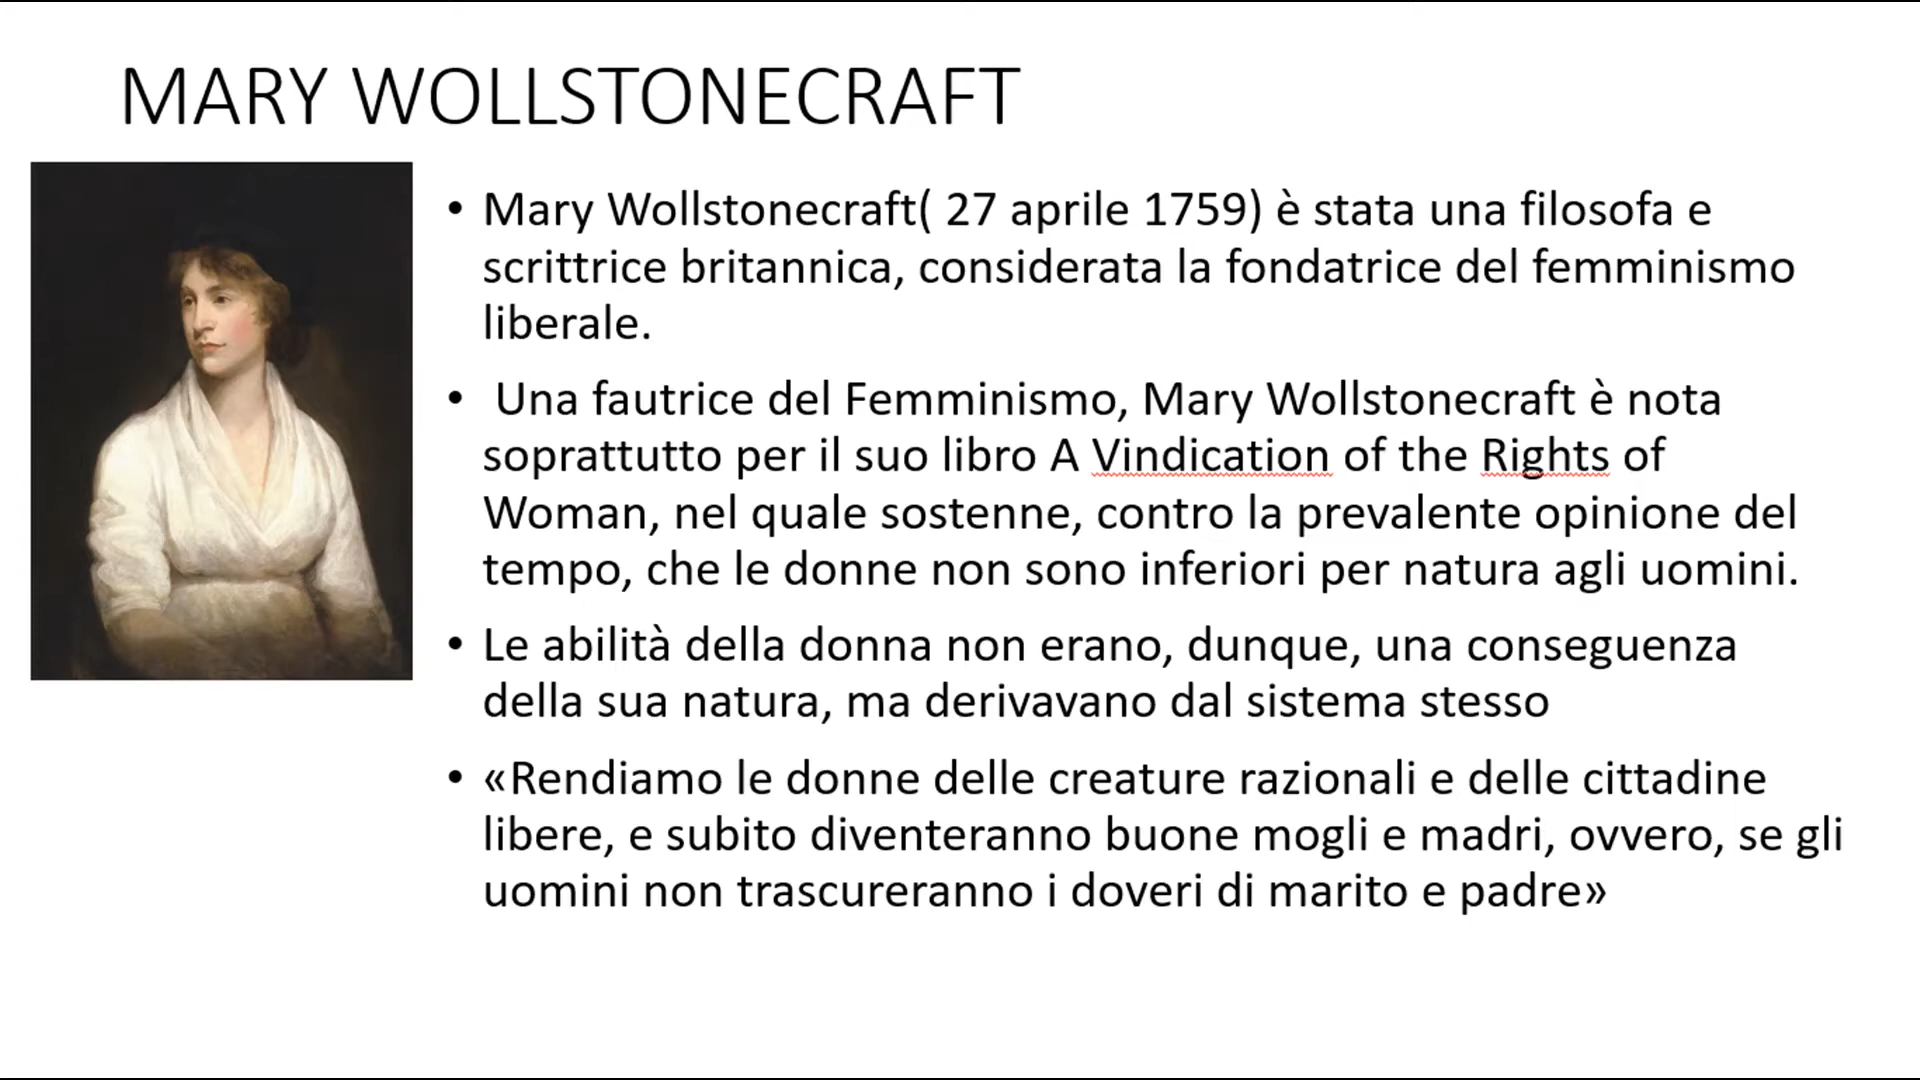 MARY WOLLSTONECRAFT
• Mary Wollstonecraft( 27 aprile 1759) è stata una filosofa e
scrittrice britannica, considerata la fondatrice del femminismo
liberale.
• Una fautrice del Femminismo, Mary Wollstonecraft è nota
soprattutto per il suo libro A Vindication of the Rights of
Woman, nel quale sostenne, contro la prevalente opinione del
tempo, che le donne non sono inferiori per natura agli uomini.
• Le abilità della donna non erano, dunque, una conseguenza
della sua natura, ma derivavano dal sistema stesso
• «Rendiamo le donne delle creature razionali e delle cittadine
libere, e subito diventeranno buone mogli e madri, ovvero, se gli
uomini non trascureranno i doveri di marito e padre»